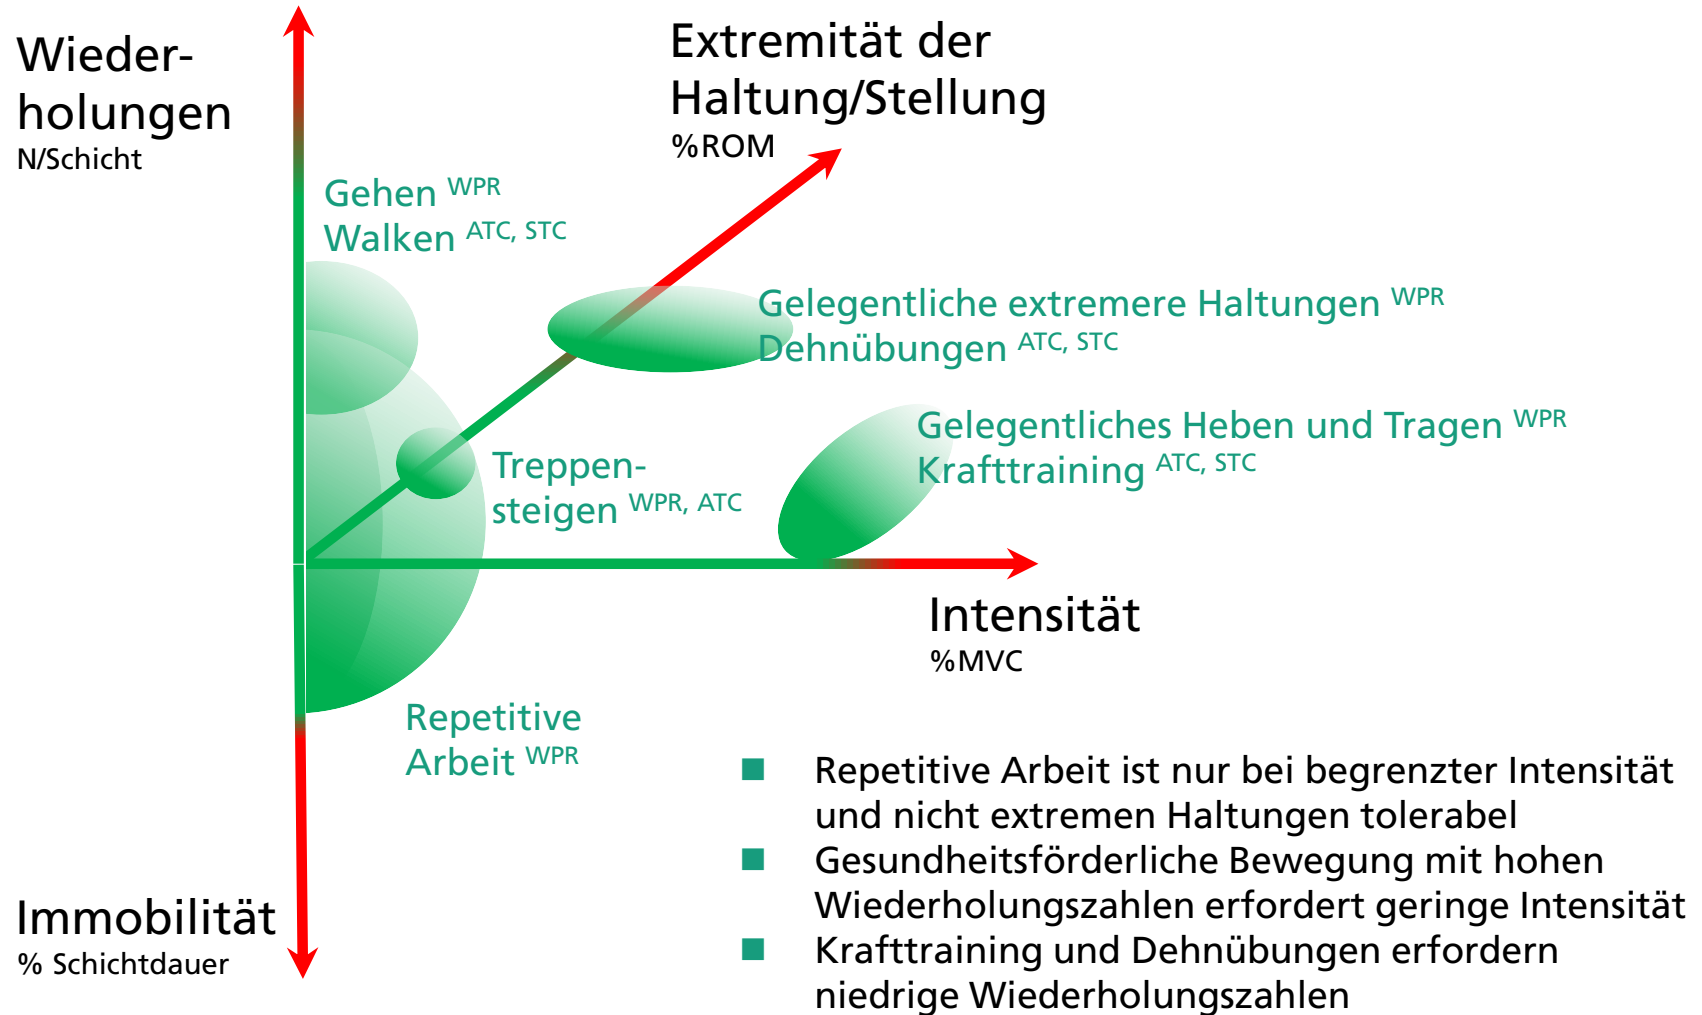 Wieder-
holungen
N/Schicht
Extremität der
Haltung/Stellung
%ROM
Gehen WPR
Walken ATC, STC
Gelegentliche extremere Haltungen WPR
Dehnübungen ATC, STC
Gelegentliches Heben und Tragen WPR
Krafttraining ATC, STC
Treppen-
steigen WPR, ATC
Intensität
%MVC
Repetitive
Arbeit WPR
Immobilität
% Schichtdauer
■ Repetitive Arbeit ist nur bei begrenzter Intensität
und nicht extremen Haltungen tolerabel
■ Gesundheitsförderliche Bewegung mit hohen
Wiederholungszahlen erfordert geringe Intensität
■ Krafttraining und Dehnübungen erfordern
niedrige Wiederholungszahlen